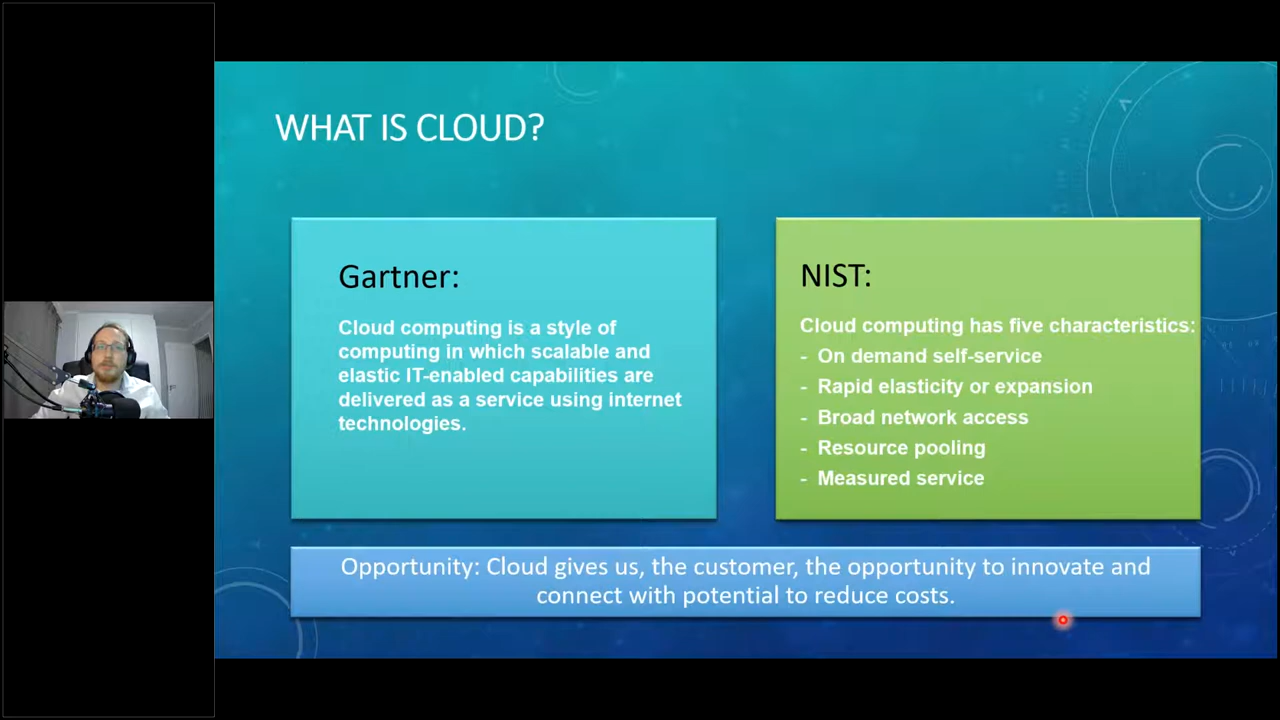 WHAT IS CLOUD?
Gartner:
Cloud computing is a style of
computing in which scalable and
elastic IT-enabled capabilities are
delivered as a service using internet
technologies.
NIST:
Cloud computing has five characteristics:
- On demand self-service
- Rapid elasticity or expansion
- Broad network access
- Resource pooling
- Measured service
Opportunity: Cloud gives us, the customer, the opportunity to innovate and
connect with potential to reduce costs.